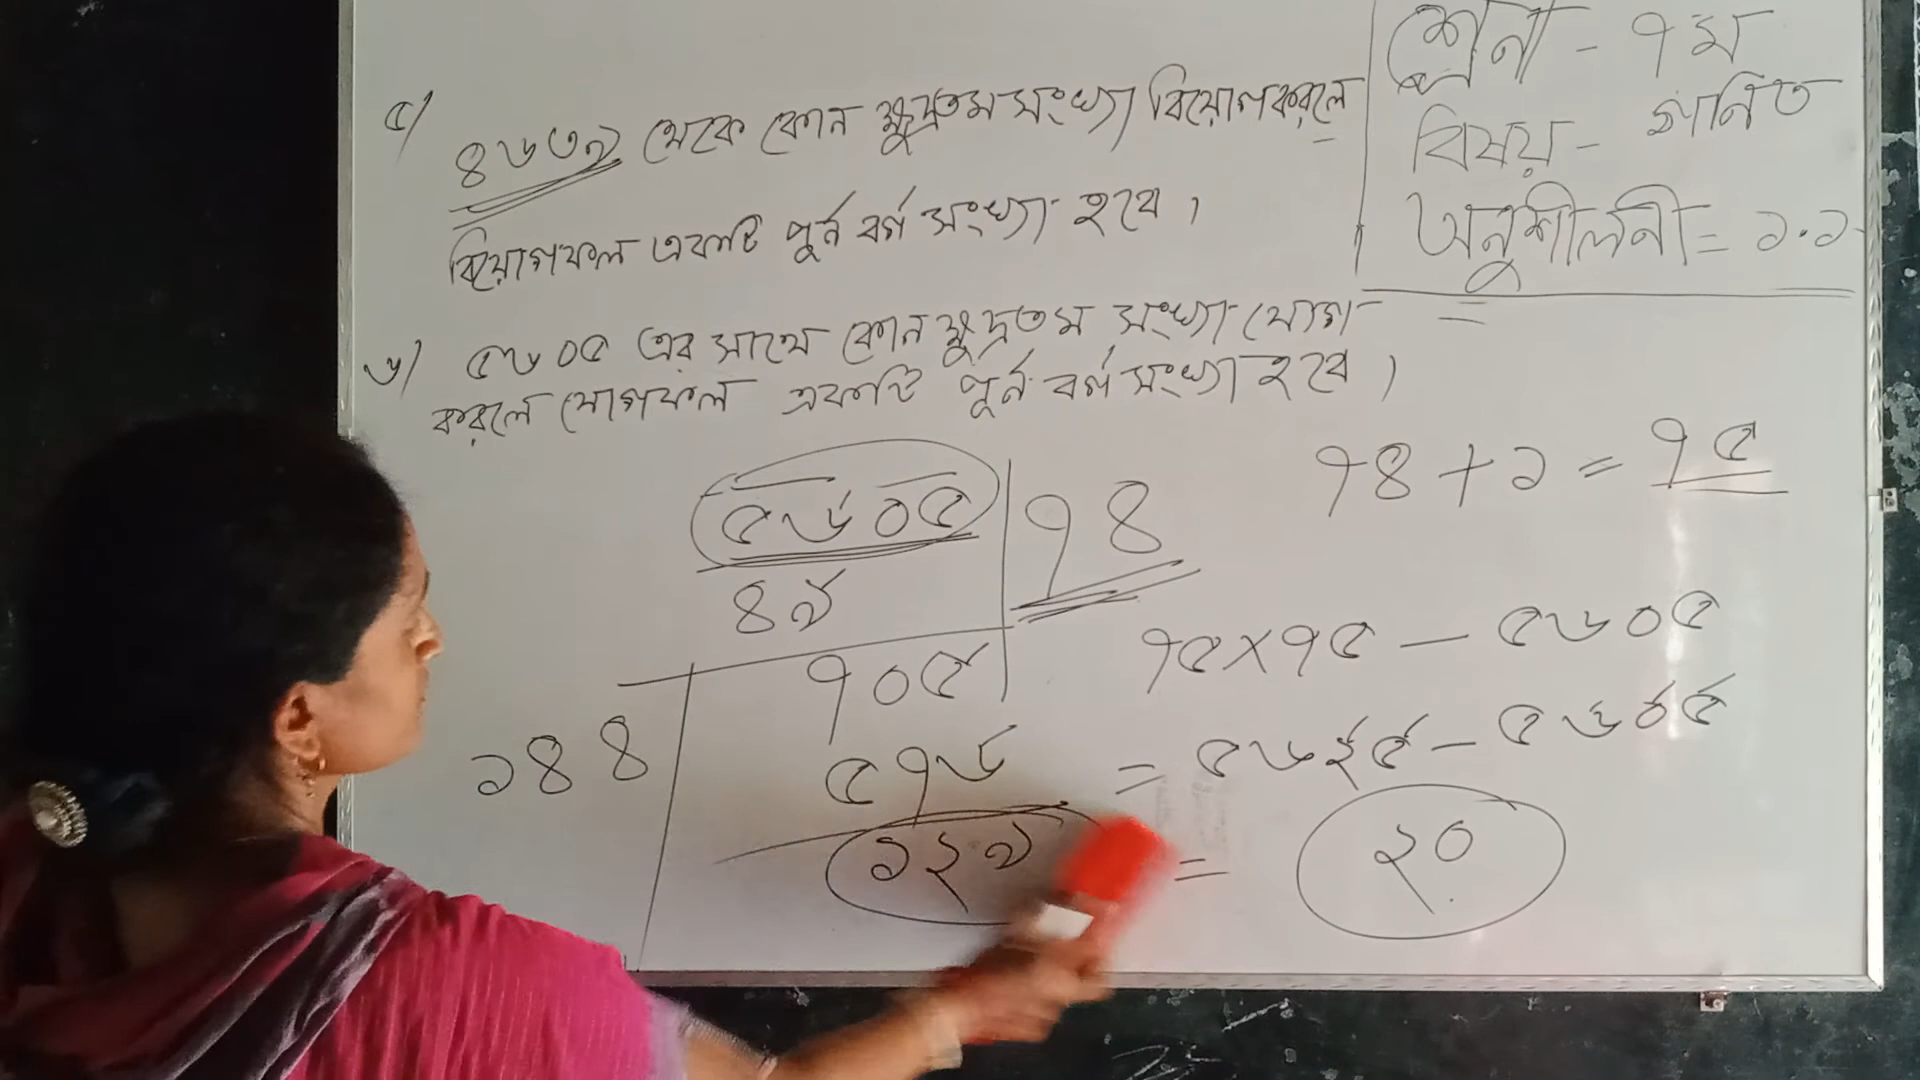 শ্রেনী - ৭ম
বিষয় - গনিত
অনুশীলনী = ১.১
৫) ৪৬৩৯ থেকে কোন ক্ষুদ্রতম সংখ্যা বিয়োগ করলে
বিয়োগফল একটি পূর্ন বর্গ সংখ্যা হবে।
৬) ৫৬০৫ এর সাথে কোন ক্ষুদ্রতম সংখ্যা যোগ
করলে যোগফল একটি পূর্ন বর্গ সংখ্যা হবে।
৫৬০৫ ৭৪
৪৯
৭০৫
১৪৪ ৫৭৬
১২৯
৭৪ + ১ = ৭৫
৭৫×৭৫ - ৫৬০৫
= ৫৬২৫ - ৫৬০৫
= ২০